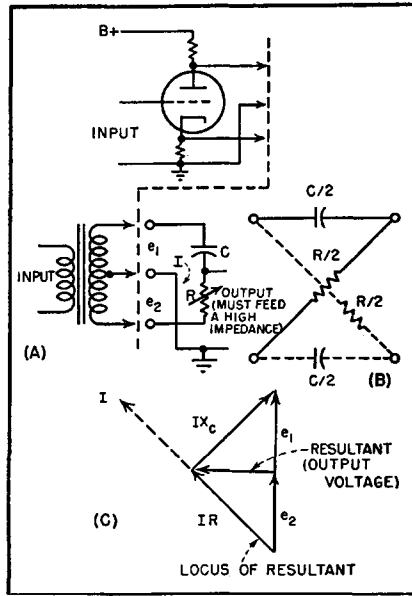 B+
INPUT
C/2
e1
I
C
INPUT
R/2
R/2
e2
R
OUTPUT
(MUST FEED
A HIGH
IMPEDANCE)
(A)
C/2
(B)
I
IXC
e1
RESULTANT
(OUTPUT
VOLTAGE)
(C)
IR
e2
LOCUS OF RESULTANT